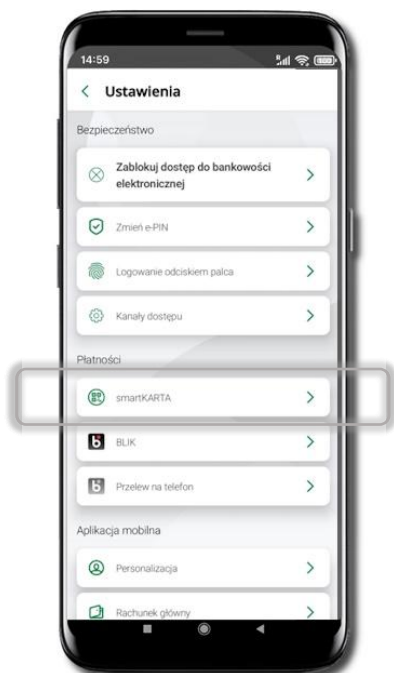 14:59
Ustawienia
Bezpieczeństwo
Zablokuj dostęp do bankowości
elektronicznej
Zmień e-PIN
Logowanie odciskiem palca
Kanały dostępu
Płatności
smartKARTA
BLIK
Przelew na telefon
Aplikacja mobilna
Personalizacja
Rachunek główny